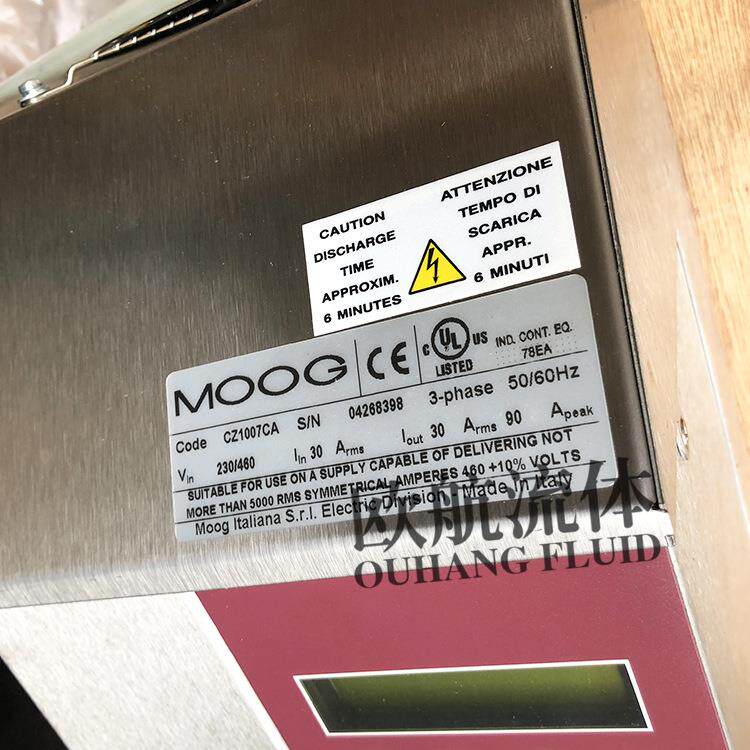 CAUTION
DISCHARGE
TIME
APPROXIM.
6 MINUTES
ATTENZIONE
TEMPO DI
SCARICA
APPR.
6 MINUTI
MOOG CE c UL US LISTED IND. CONT. EQ. 78EA
Code CZ1007CA S/N 04268398 3-phase 50/60Hz
Vin 230/460 Iin 30 Arms Iout 30 Arms 90 Apeak
SUITABLE FOR USE ON A SUPPLY CAPABLE OF DELIVERING NOT
MORE THAN 5000 RMS SYMMETRICAL AMPERES 460 +10% VOLTS
Moog Italiana S.r.l. Electric Division Made in Italy
欧航流体
OUHANG FLUID